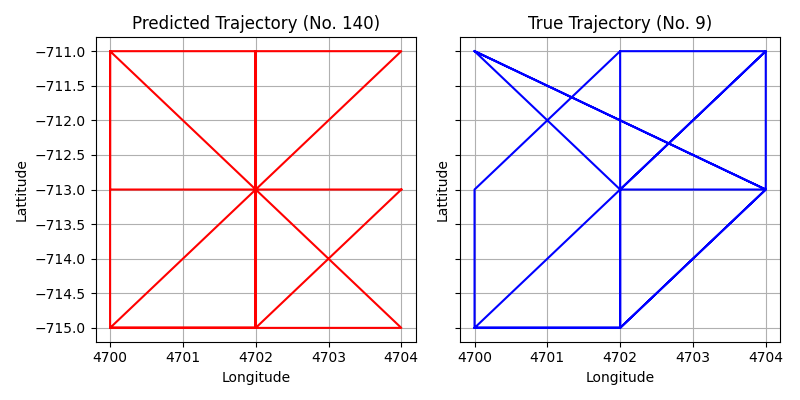 Predicted Trajectory (No. 140)
−711.0
−711.5
−712.0
−712.5
−713.0
−713.5
−714.0
−714.5
−715.0
Lattitude
4700 4701 4702 4703 4704
Longitude
True Trajectory (No. 9)
Lattitude
4700 4701 4702 4703 4704
Longitude